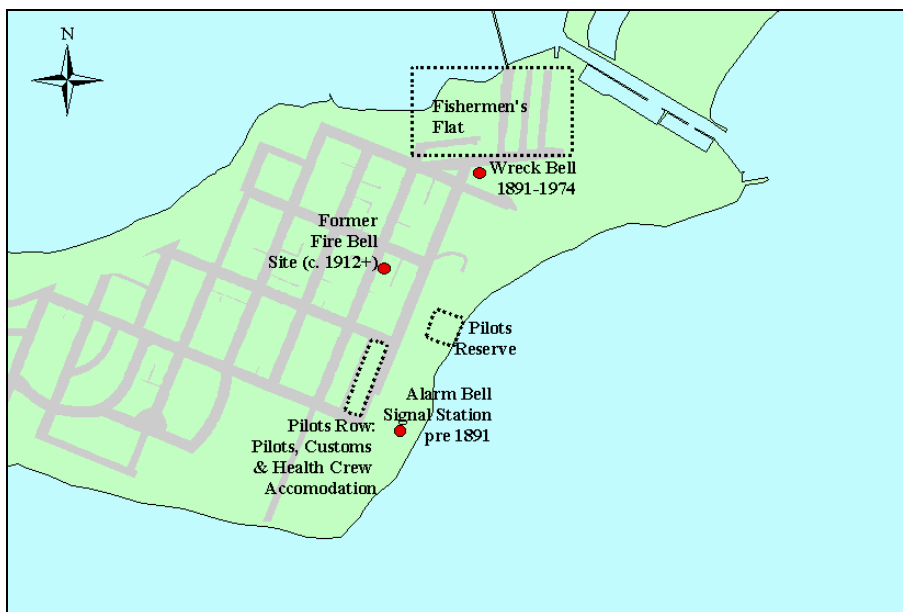 N
Fishermen's
Flat
Wreck Bell
1891-1974
Former
Fire Bell
Site (c. 1912+)
Pilots
Reserve
Alarm Bell
Signal Station
pre 1891
Pilots Row:
Pilots, Customs
& Health Crew
Accomodation